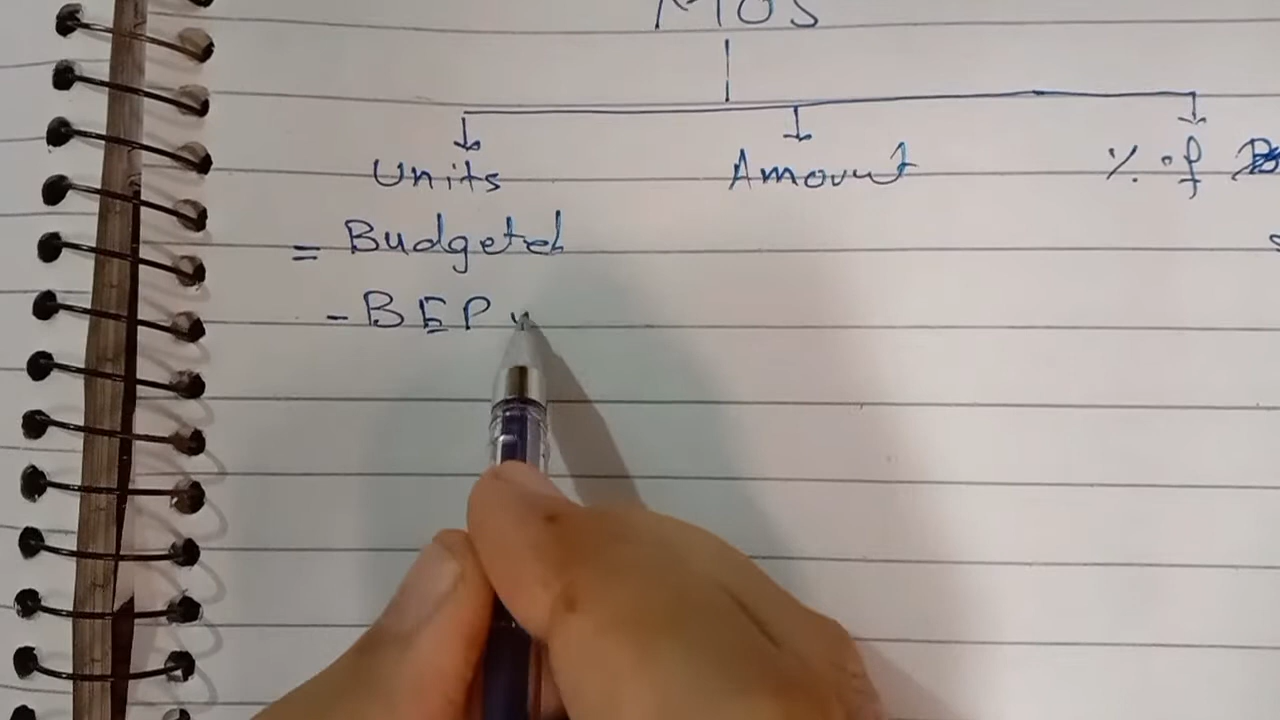 MOS
Units Amount % of
= Budgeted
- BEP